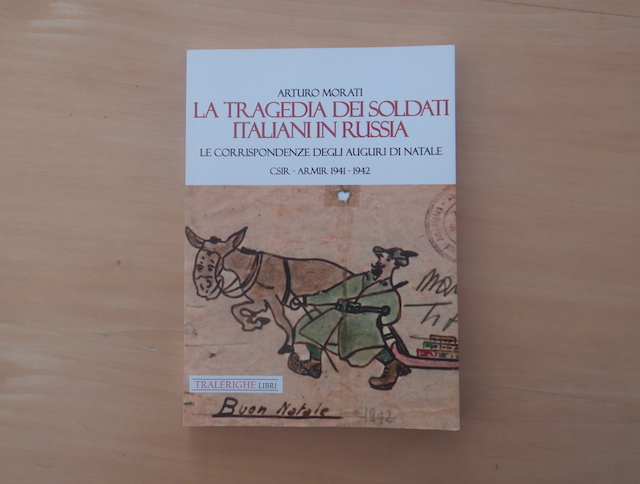 ARTURO MORATI
LA TRAGEDIA DEI SOLDATI
ITALIANI IN RUSSIA
LE CORRISPONDENZE DEGLI AUGURI DI NATALE
CSIR - ARMIR 1941 - 1942
TRALERIGHE LIBRI
Buon Natale 1942